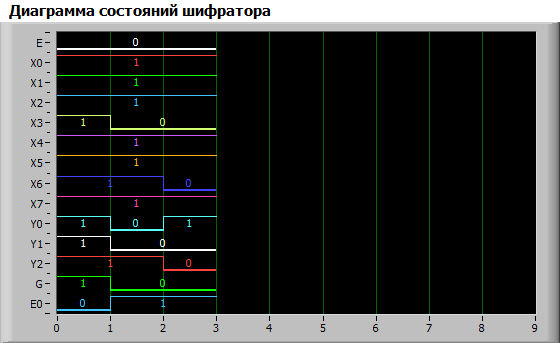 Диаграмма состояний шифратора
E 0
X0 1
X1 1
X2 1
X3 1 0
X4 1
X5 1
X6 1 0
X7 1
Y0 1 0 1
Y1 1 0
Y2 1 0
G 1 0
E0 0 1
0 1 2 3 4 5 6 7 8 9